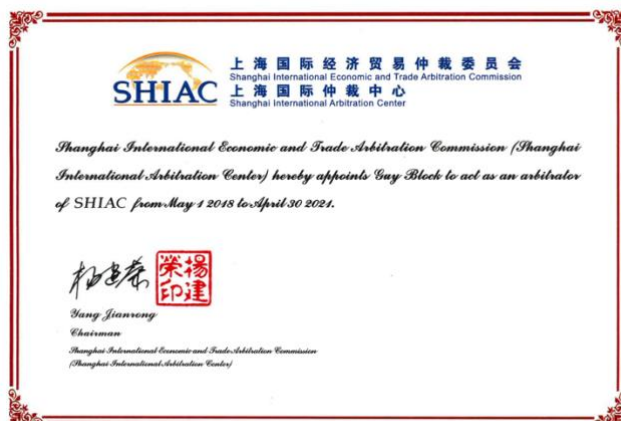 SHIAC
上海国际经济贸易仲裁委员会
Shanghai International Economic and Trade Arbitration Commission
上海国际仲裁中心
Shanghai International Arbitration Center
Shanghai International Economic and Trade Arbitration Commission (Shanghai
International Arbitration Center) hereby appoints Guy Block to act as an arbitrator
of SHIAC from May 1 2018 to April 30 2021.
杨建荣
榮楊
印建
Yang Jianrong
Chairman
Shanghai International Economic and Trade Arbitration Commission
(Shanghai International Arbitration Center)